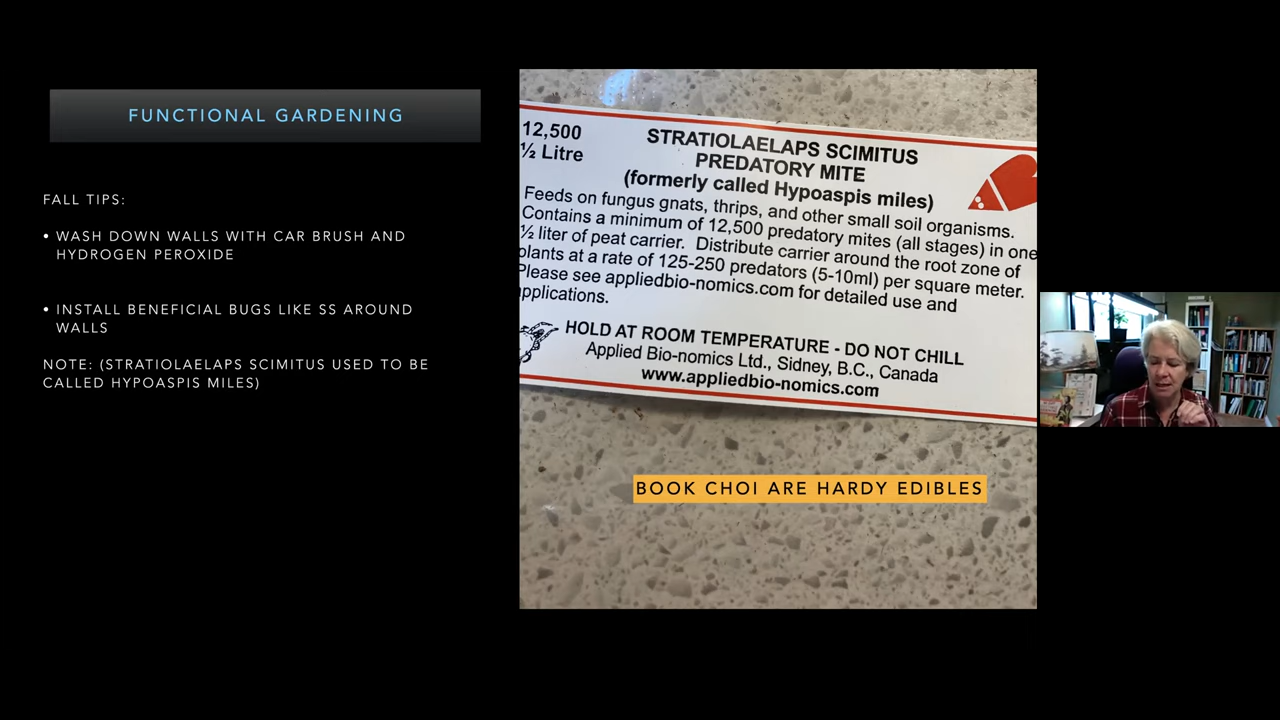 FUNCTIONAL GARDENING
FALL TIPS:
• WASH DOWN WALLS WITH CAR BRUSH AND
HYDROGEN PEROXIDE
• INSTALL BENEFICIAL BUGS LIKE SS AROUND
WALLS
NOTE: (STRATIOLAELAPS SCIMITUS USED TO BE
CALLED HYPOASPIS MILES)
12,500
½ Litre
STRATIOLAELAPS SCIMITUS
PREDATORY MITE
(formerly called Hypoaspis miles)
Feeds on fungus gnats, thrips, and other small soil organisms.
Contains a minimum of 12,500 predatory mites (all stages) in one
½ liter of peat carrier. Distribute carrier around the root zone of
plants at a rate of 125-250 predators (5-10ml) per square meter.
Please see appliedbio-nomics.com for detailed use and
applications.
HOLD AT ROOM TEMPERATURE - DO NOT CHILL
Applied Bio-nomics Ltd., Sidney, B.C., Canada
www.appliedbio-nomics.com
BOOK CHOI ARE HARDY EDIBLES